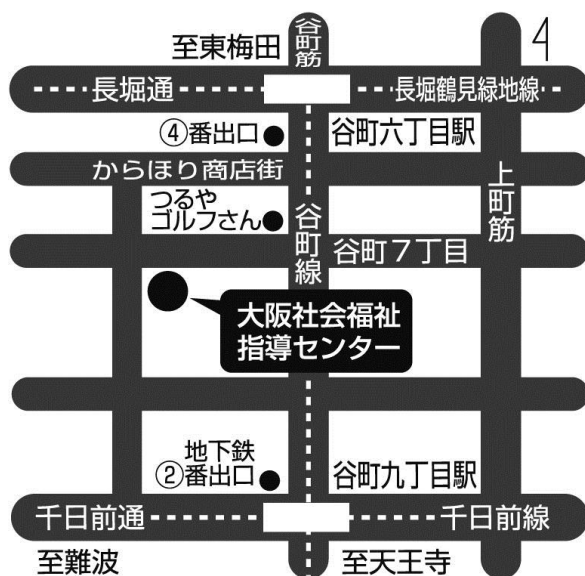 谷町筋
至東梅田
4
長堀通
長堀鶴見緑地線
④番出口
谷町六丁目駅
からほり商店街
上町筋
つるや
ゴルフさん
谷町線
谷町７丁目
大阪社会福祉
指導センター
地下鉄
②番出口
谷町九丁目駅
千日前通
千日前線
至難波
至天王寺